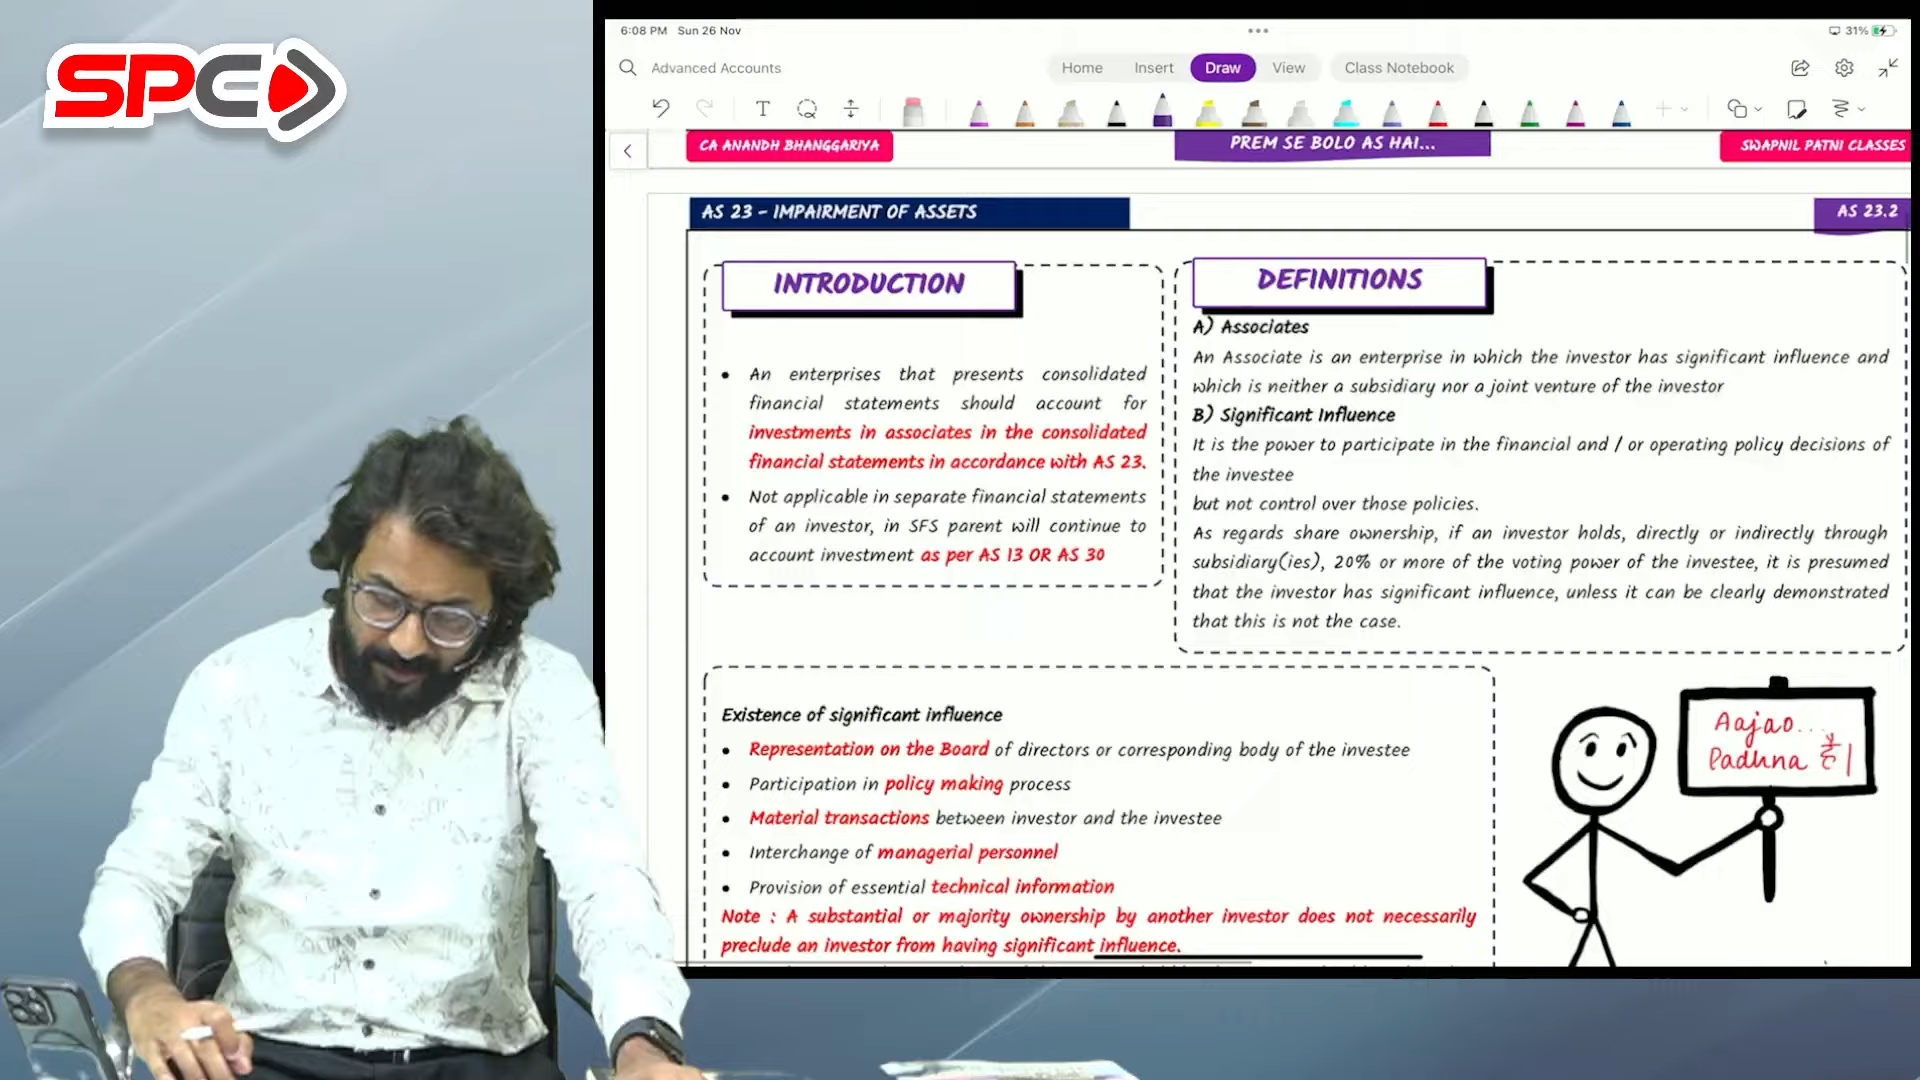 SPC
6:08 PM Sun 26 Nov
31%
Advanced Accounts
Home Insert Draw View Class Notebook
T
CA ANANDH BHANGGARIYA
PREM SE BOLO AS HAI...
SWAPNIL PATNI CLASSES
AS 23 - IMPAIRMENT OF ASSETS
AS 23.2
INTRODUCTION
• An enterprises that presents consolidated
financial statements should account for
investments in associates in the consolidated
financial statements in accordance with AS 23.
• Not applicable in separate financial statements
of an investor, in SFS parent will continue to
account investment as per AS 13 OR AS 30
DEFINITIONS
A) Associates
An Associate is an enterprise in which the investor has significant influence and
which is neither a subsidiary nor a joint venture of the investor
B) Significant Influence
It is the power to participate in the financial and / or operating policy decisions of
the investee
but not control over those policies.
As regards share ownership, if an investor holds, directly or indirectly through
subsidiary(ies), 20% or more of the voting power of the investee, it is presumed
that the investor has significant influence, unless it can be clearly demonstrated
that this is not the case.
Existence of significant influence
• Representation on the Board of directors or corresponding body of the investee
• Participation in policy making process
• Material transactions between investor and the investee
• Interchange of managerial personnel
• Provision of essential technical information
Note : A substantial or majority ownership by another investor does not necessarily
preclude an investor from having significant influence.
Aajao...
Padhna है।